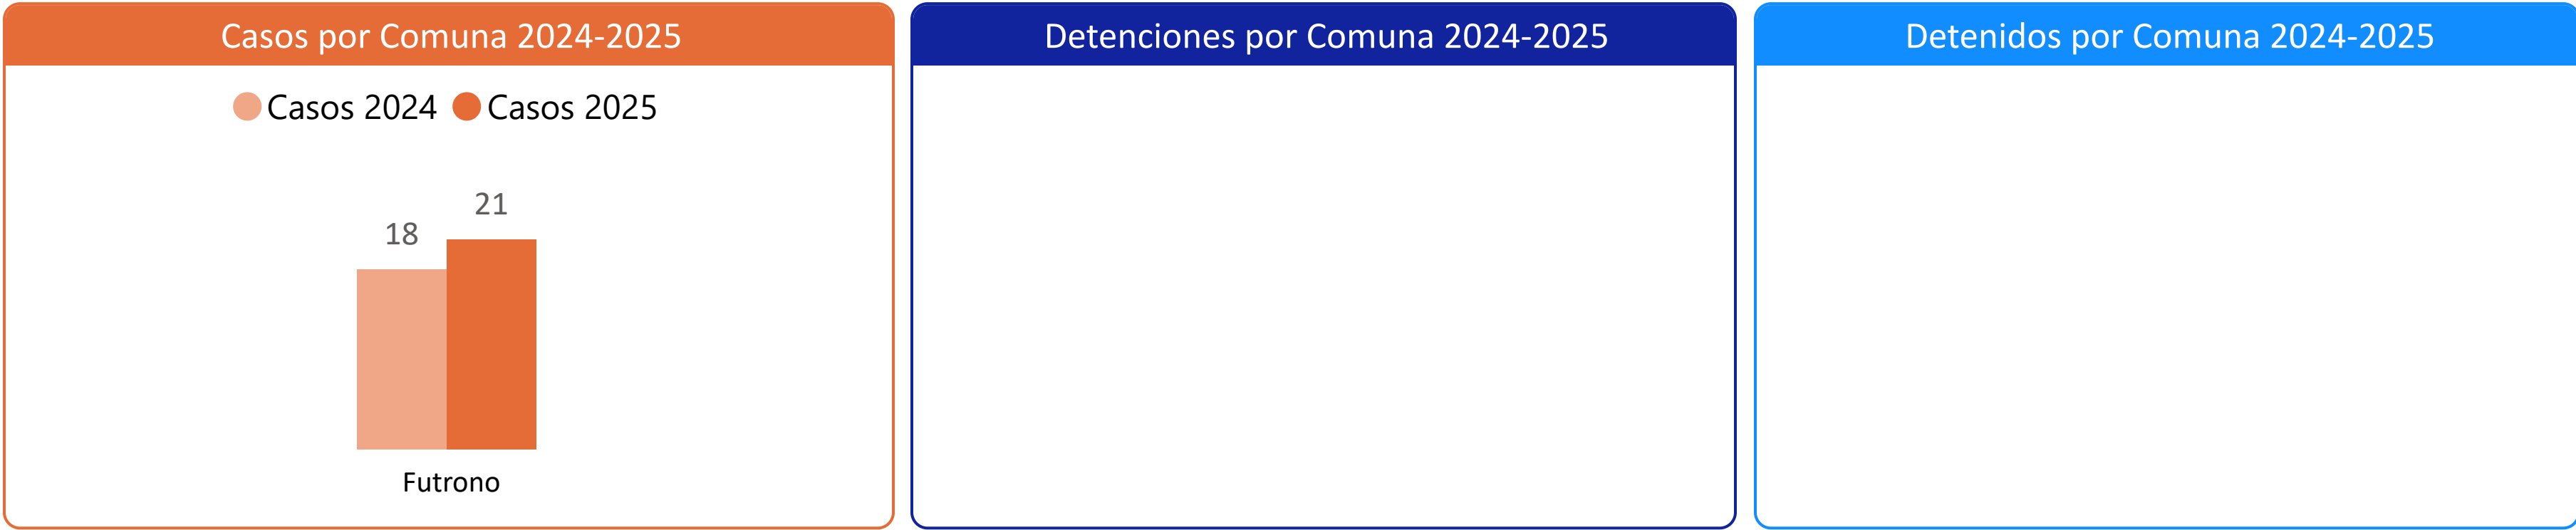 Casos por Comuna 2024-2025
Casos 2024 Casos 2025
21
18
Futrono
Detenciones por Comuna 2024-2025
Detenidos por Comuna 2024-2025